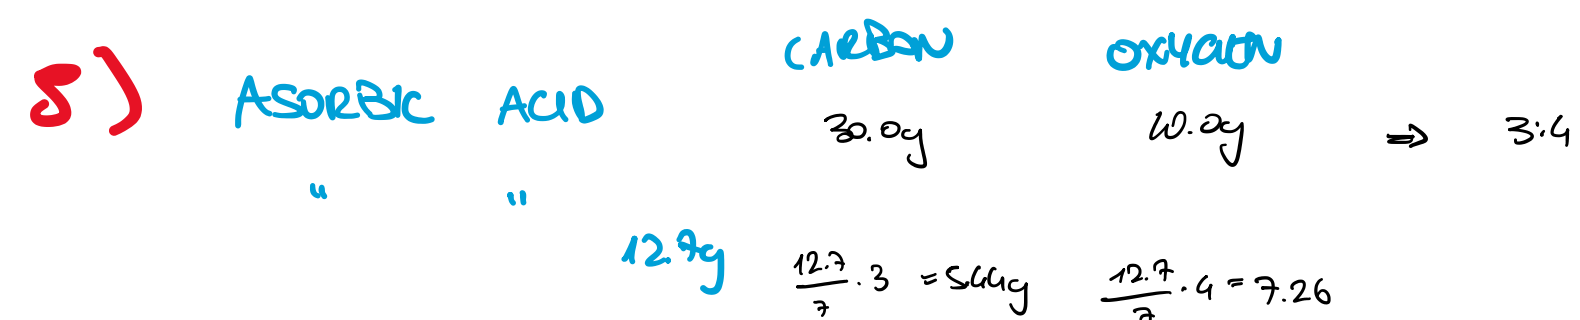 CARBON OXYGEN
5) ASORBIC ACID 30.0g 40.0g ⇒ 3:4
" "
12.7g 12.7/7 · 3 = 5.44g 12.7/7 · 4 = 7.26